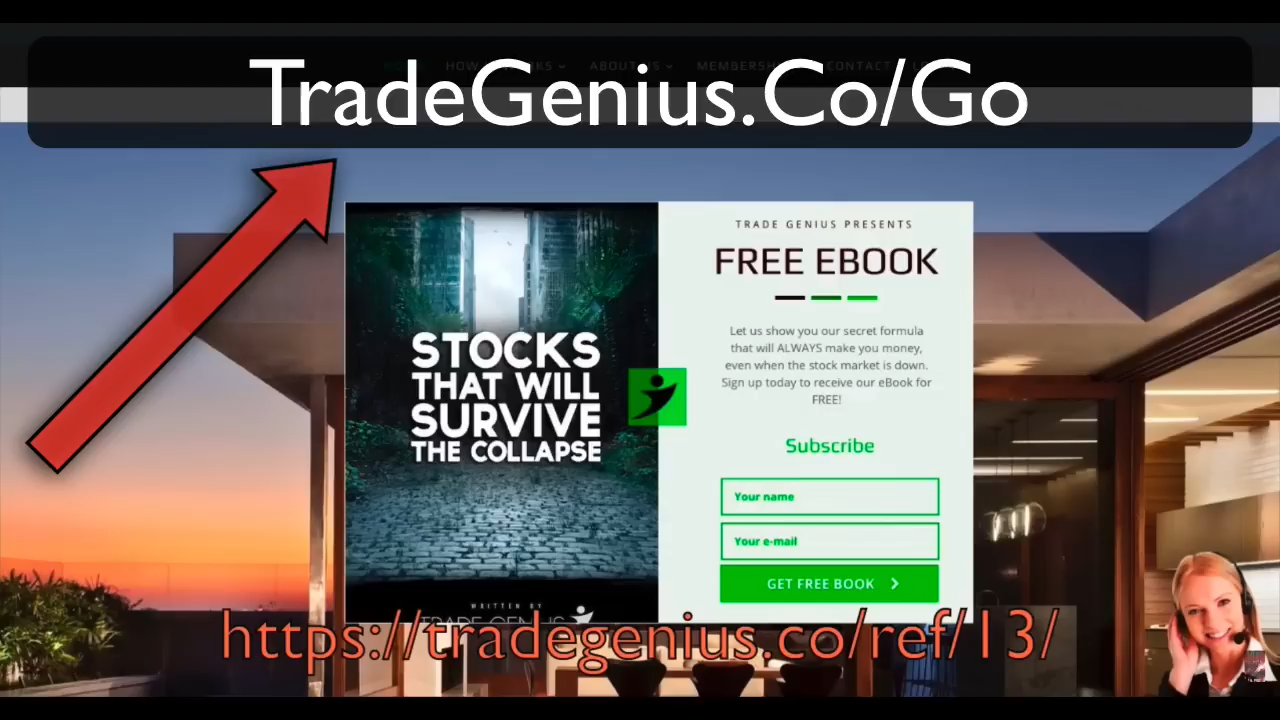 TradeGenius.Co/Go
TRADE GENIUS PRESENTS
FREE EBOOK
Let us show you our secret formula
that will ALWAYS make you money,
even when the stock market is down.
Sign up today to receive our eBook for
FREE!
Subscribe
Your name
Your e-mail
GET FREE BOOK
STOCKS
THAT WILL
SURVIVE
THE COLLAPSE
WRITTEN BY
TRADE GENIUS
https://tradegenius.co/ref/13/